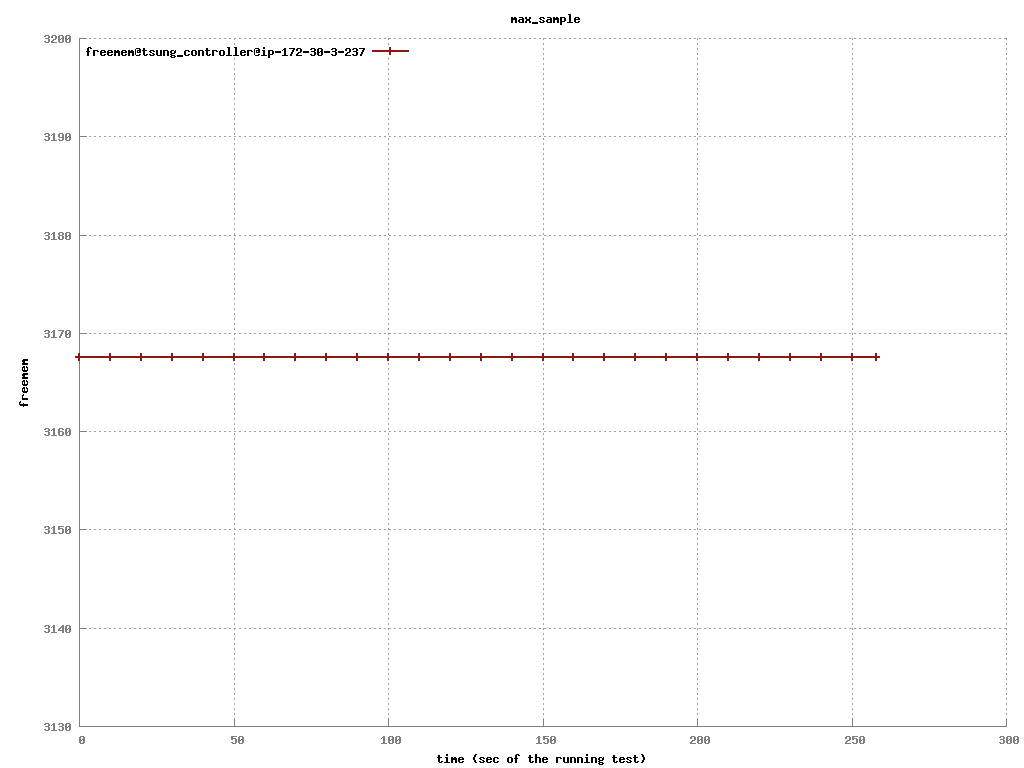 max_sample
freemem@tsung_controller@ip-172-30-3-237
3200
3190
3180
3170
3160
3150
3140
3130
freemem
0 50 100 150 200 250 300
time (sec of the running test)